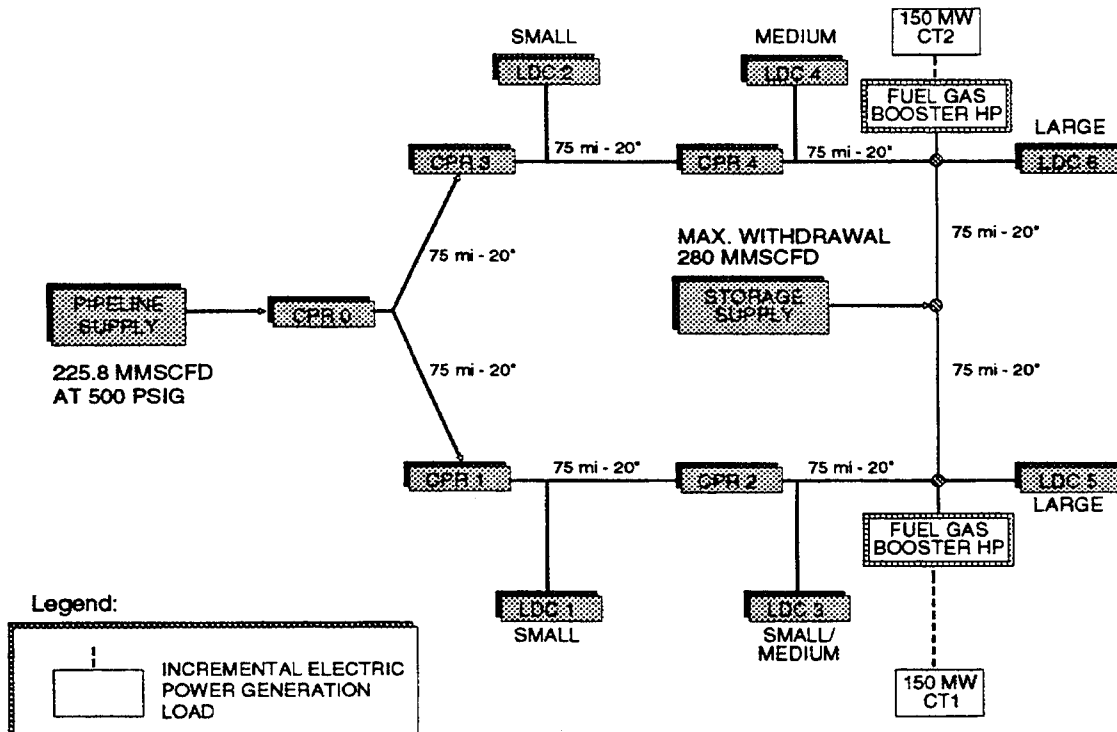 150 MW
CT2
SMALL
MEDIUM
LDC 2
LDC 4
FUEL GAS
BOOSTER HP
LARGE
CPR 3
75 mi - 20"
CPR 4
75 mi - 20"
LDC 6
75 mi - 20"
75 mi - 20"
MAX. WITHDRAWAL
280 MMSCFD
PIPELINE
SUPPLY
CPR 0
STORAGE
SUPPLY
225.8 MMSCFD
AT 500 PSIG
75 mi - 20"
75 mi - 20"
CPR 1
75 mi - 20"
CPR 2
75 mi - 20"
LDC 5
LARGE
FUEL GAS
BOOSTER HP
LDC 1
SMALL
LDC 3
SMALL/
MEDIUM
150 MW
CT1
Legend:
INCREMENTAL ELECTRIC
POWER GENERATION
LOAD